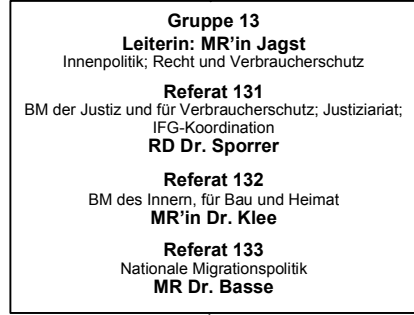 Gruppe 13
Leiterin: MR'in Jagst
Innenpolitik; Recht und Verbraucherschutz
Referat 131
BM der Justiz und für Verbraucherschutz; Justiziariat;
IFG-Koordination
RD Dr. Sporrer
Referat 132
BM des Innern, für Bau und Heimat
MR'in Dr. Klee
Referat 133
Nationale Migrationspolitik
MR Dr. Basse